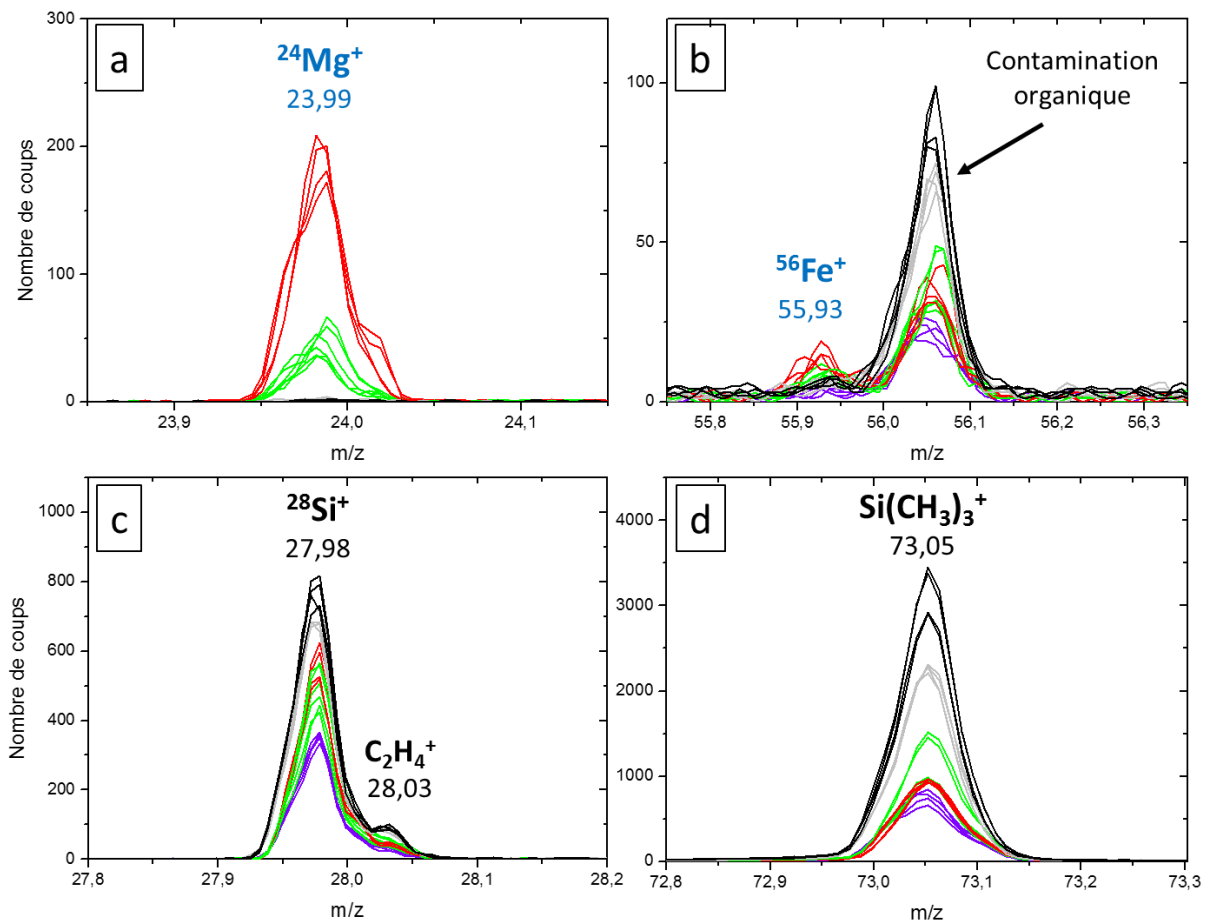 a
²⁴Mg⁺
23,99
Nombre de coups
300
200
100
0
23,9
24,0
24,1
m/z
b
Contamination
organique
⁵⁶Fe⁺
55,93
100
50
0
55,8
55,9
56,0
56,1
56,2
56,3
m/z
c
²⁸Si⁺
27,98
C₂H₄⁺
28,03
Nombre de coups
1000
800
600
400
200
0
27,8
27,9
28,0
28,1
28,2
m/z
d
Si(CH₃)₃⁺
73,05
4000
3000
2000
1000
0
72,8
72,9
73,0
73,1
73,2
73,3
m/z